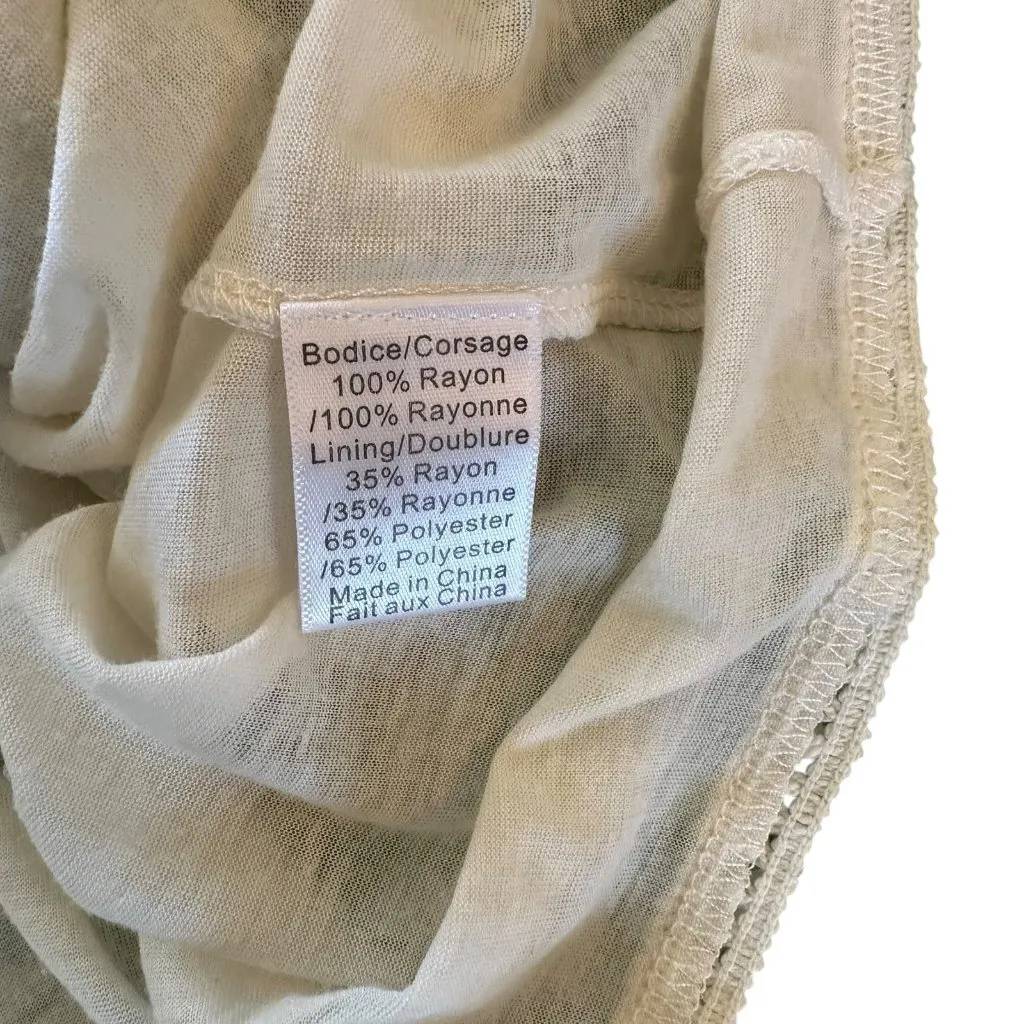 Bodice/Corsage
100% Rayon
/100% Rayonne
Lining/Doublure
35% Rayon
/35% Rayonne
65% Polyester
/65% Polyester
Made in China
Fait aux China